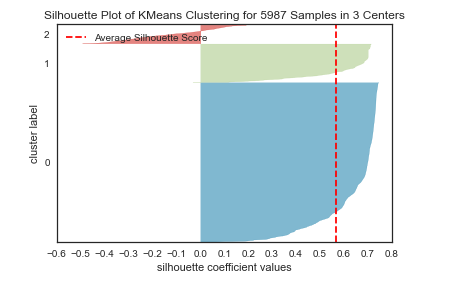 Silhouette Plot of KMeans Clustering for 5987 Samples in 3 Centers
2
Average Silhouette Score
1
cluster label
0
−0.6 −0.5 −0.4 −0.3 −0.2 −0.1 0.0 0.1 0.2 0.3 0.4 0.5 0.6 0.7 0.8
silhouette coefficient values